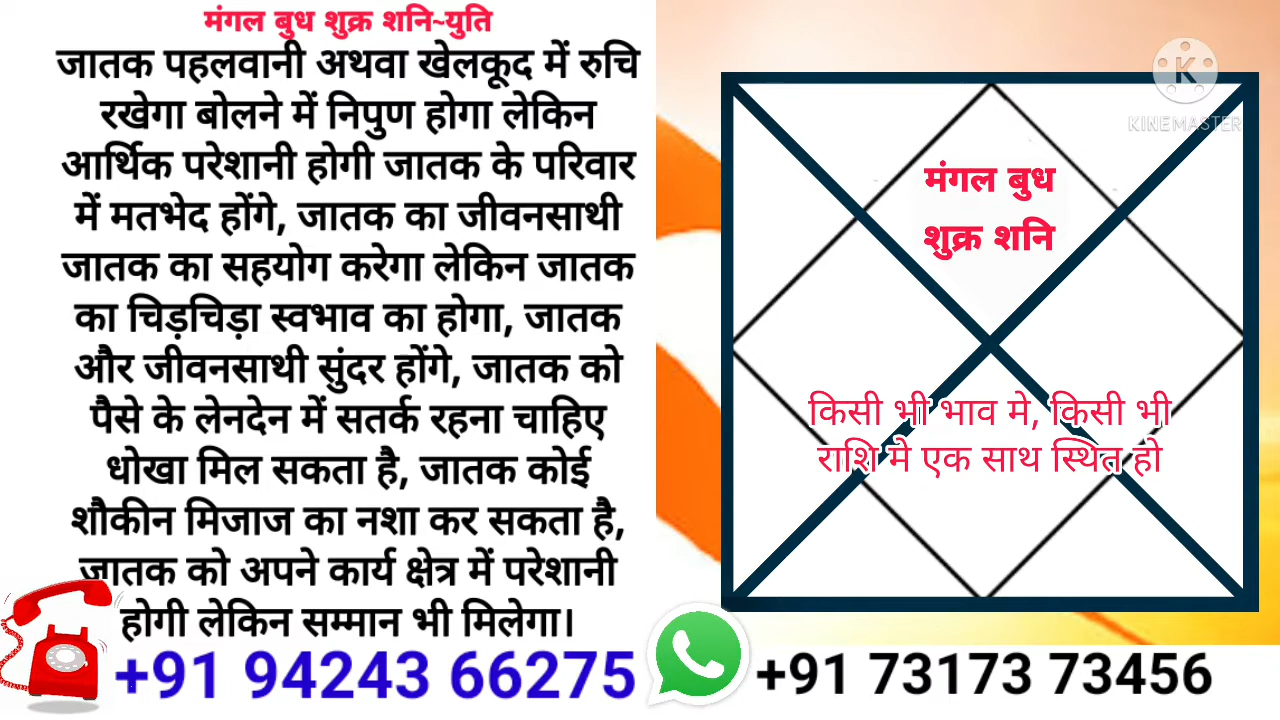 मंगल बुध शुक्र शनि~युति
जातक पहलवानी अथवा खेलकूद में रुचि
रखेगा बोलने में निपुण होगा लेकिन
आर्थिक परेशानी होगी जातक के परिवार
में मतभेद होंगे, जातक का जीवनसाथी
जातक का सहयोग करेगा लेकिन जातक
का चिड़चिड़ा स्वभाव का होगा, जातक
और जीवनसाथी सुंदर होंगे, जातक को
पैसे के लेनदेन में सतर्क रहना चाहिए
धोखा मिल सकता है, जातक कोई
शौकीन मिजाज का नशा कर सकता है,
जातक को अपने कार्य क्षेत्र में परेशानी
होगी लेकिन सम्मान भी मिलेगा।
+91 94243 66275
K
KINEMASTER
मंगल बुध
शुक्र शनि
किसी भी भाव मे, किसी भी
राशि मे एक साथ स्थित हो
+91 73173 73456